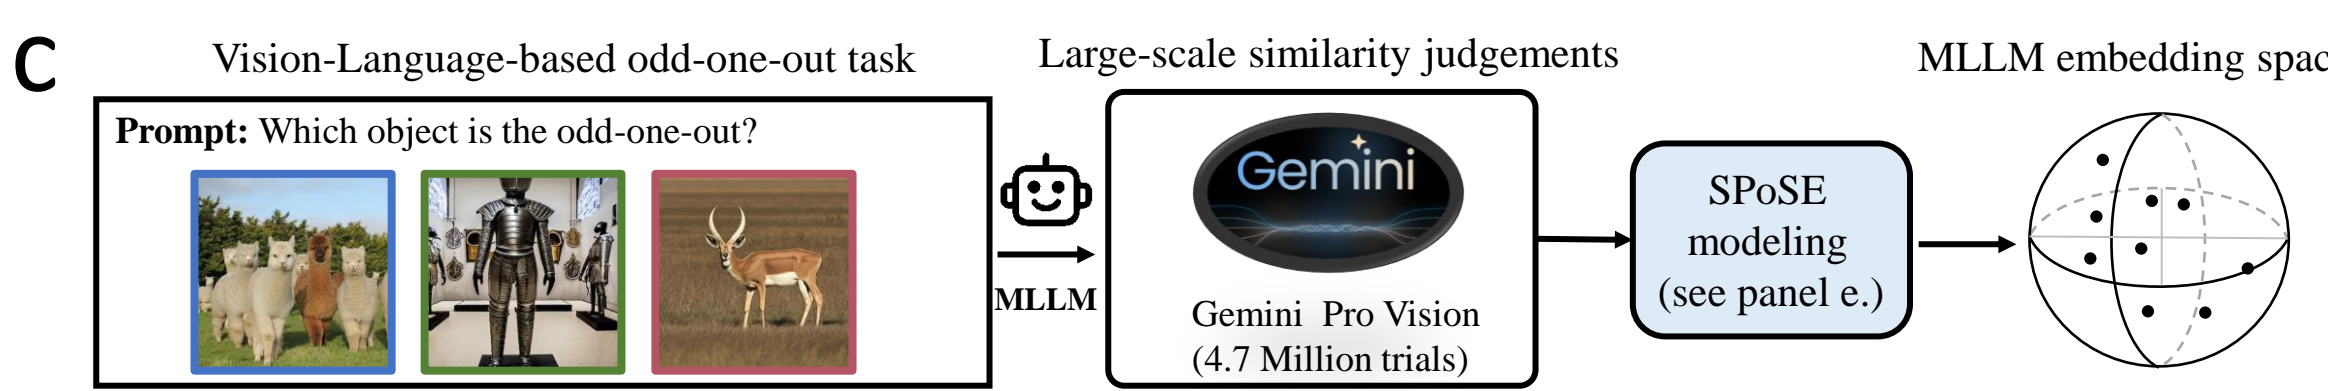 C
Vision-Language-based odd-one-out task
Prompt: Which object is the odd-one-out?
MLLM
Large-scale similarity judgements
Gemini
Gemini Pro Vision
(4.7 Million trials)
SPoSE
modeling
(see panel e.)
MLLM embedding spac